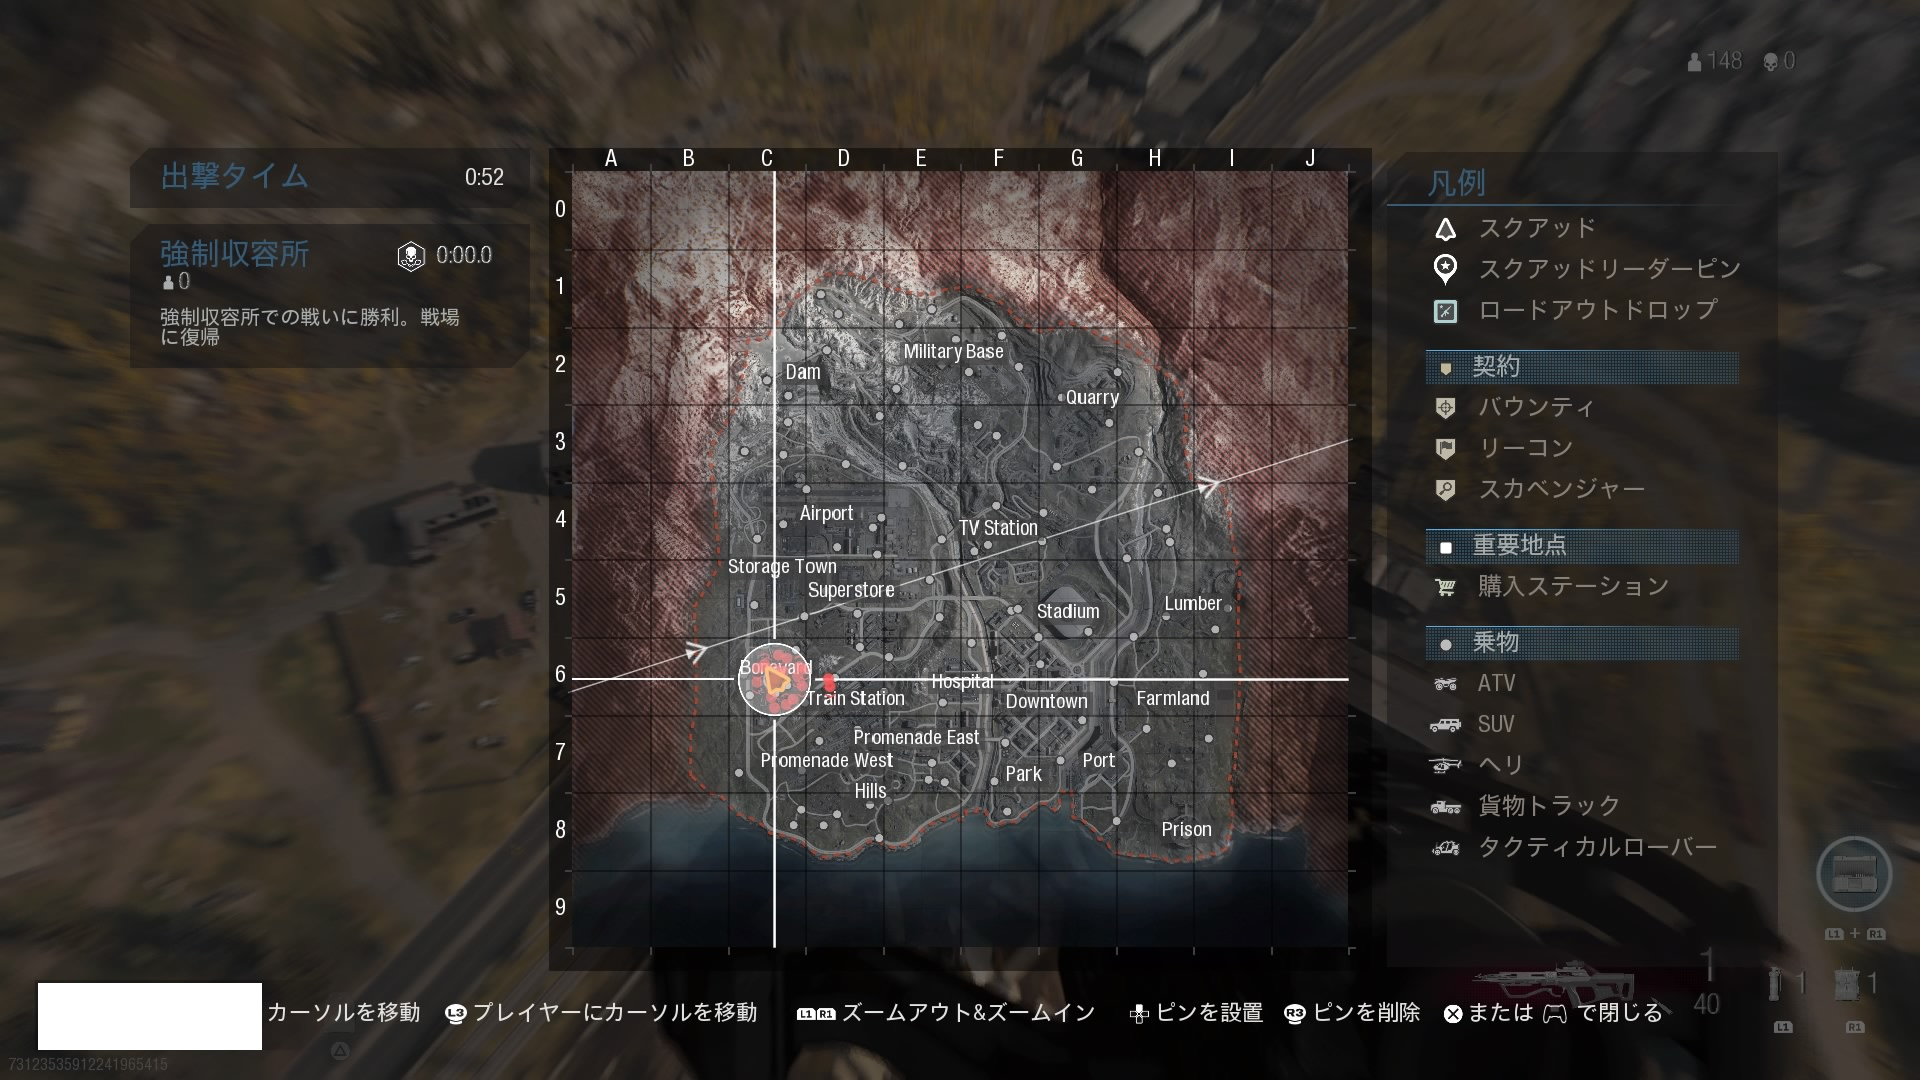 148 0
出撃タイム 0:52
強制収容所 0:00.0
0
強制収容所での戦いに勝利。戦場
に復帰
A B C D E F G H I J
0
1
2
3
4
5
6
7
8
9
Military Base
Dam
Quarry
Airport
TV Station
Storage Town
Superstore
Stadium
Lumber
Boneyard
Hospital
Train Station
Downtown
Farmland
Promenade East
Promenade West
Port
Park
Hills
Prison
凡例
スクアッド
スクアッドリーダーピン
ロードアウトドロップ
契約
バウンティ
リーコン
スカベンジャー
重要地点
購入ステーション
乗物
ATV
SUV
ヘリ
貨物トラック
タクティカルローバー
L1 + R1
1
40
1 1
L1 R1
カーソルを移動 L3 プレイヤーにカーソルを移動 L1 R1 ズームアウト&ズームイン ピンを設置 R3 ピンを削除 または で閉じる
73123535912241965415